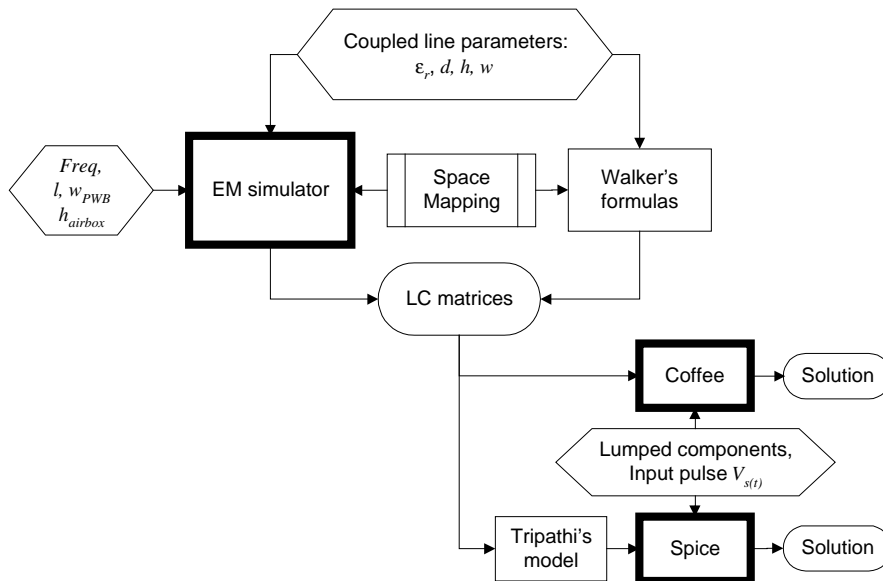 Coupled line parameters:
εr, d, h, w
Freq,
l, wPWB
hairbox
EM simulator
Space
Mapping
Walker's
formulas
LC matrices
Coffee
Solution
Lumped components,
Input pulse Vs(t)
Tripathi's
model
Spice
Solution